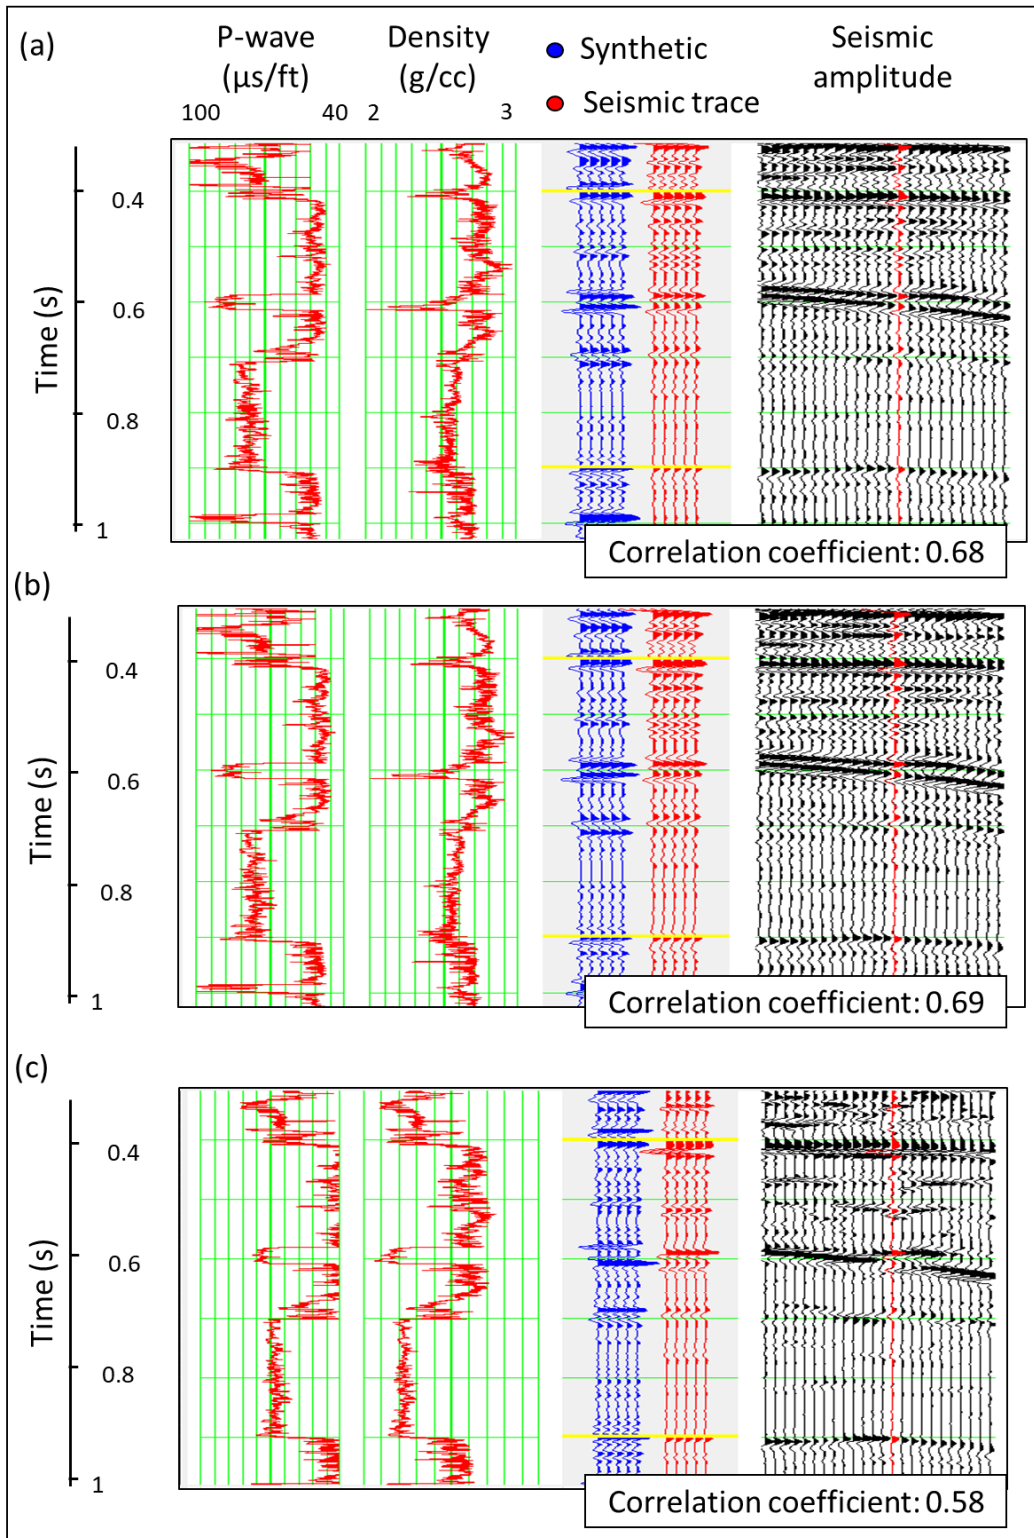 (a)
P-wave
(µs/ft)
Density
(g/cc)
Synthetic
Seismic trace
Seismic
amplitude
100 40 2 3
0.4
0.6
0.8
1
Time (s)
Correlation coefficient: 0.68
(b)
0.4
0.6
0.8
1
Time (s)
Correlation coefficient: 0.69
(c)
0.4
0.6
0.8
1
Time (s)
Correlation coefficient: 0.58